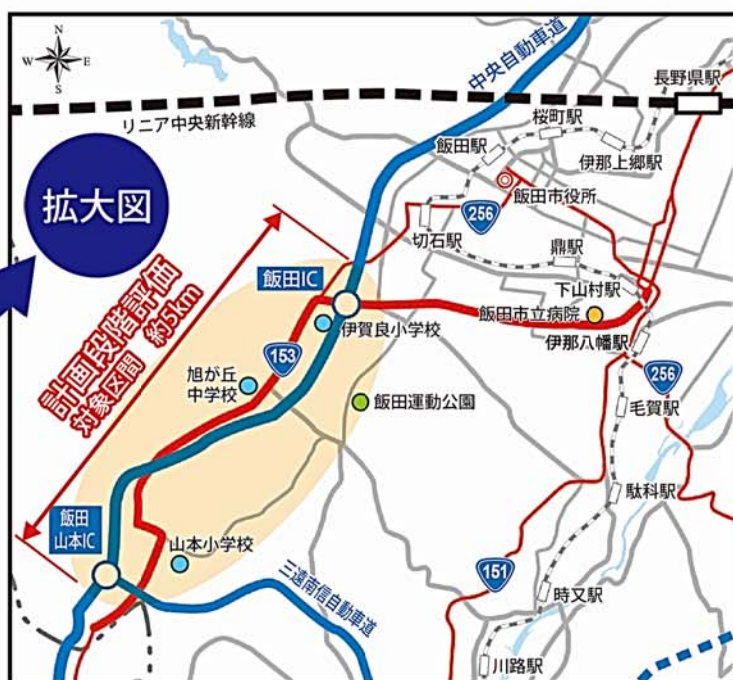 N
W E
S
中央自動車道
長野県駅
リニア中央新幹線
桜町駅
飯田駅
伊那上郷駅
拡大図
飯田市役所
256
切石駅
鼎駅
計画段階評価
対象区間 約5km
飯田IC
下山村駅
飯田市立病院
伊賀良小学校
伊那八幡駅
153
旭が丘
中学校
256
飯田運動公園
毛賀駅
駄科駅
飯田
山本IC
山本小学校
三遠南信自動車道
151
時又駅
川路駅